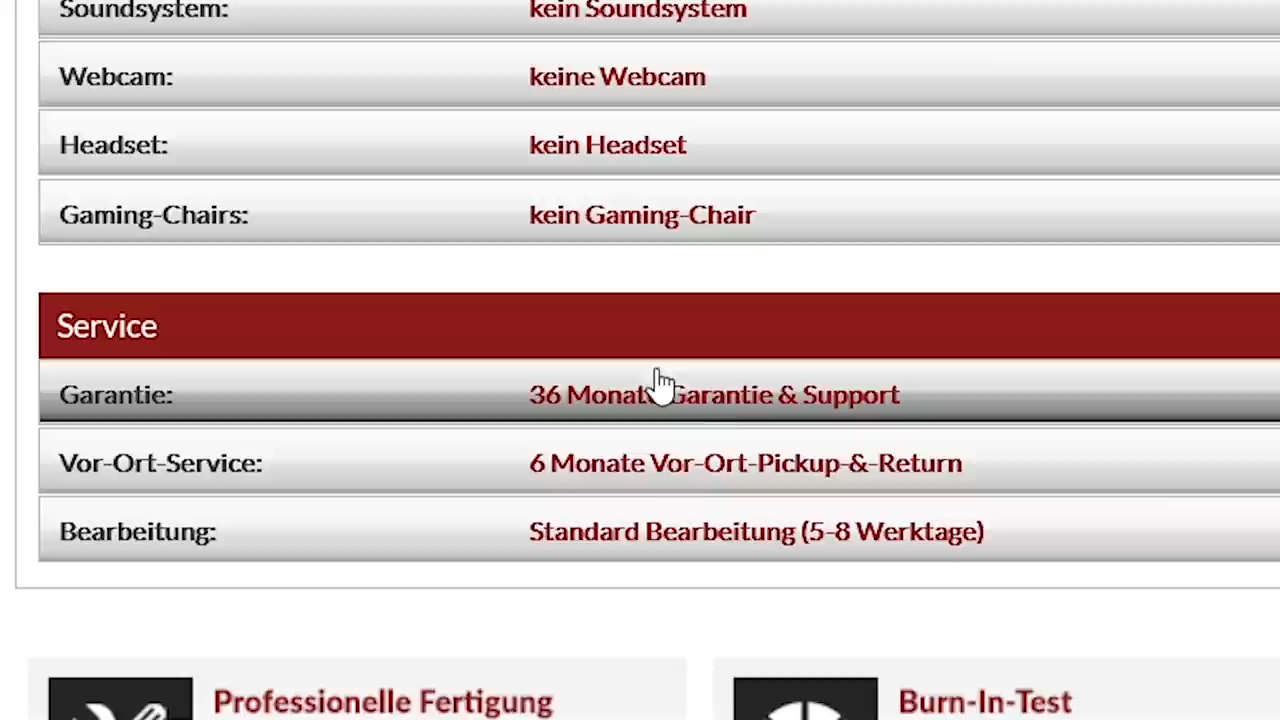 Soundsystem: kein Soundsystem
Webcam: keine Webcam
Headset: kein Headset
Gaming-Chairs: kein Gaming-Chair
Service
Garantie: 36 Monate Garantie & Support
Vor-Ort-Service: 6 Monate Vor-Ort-Pickup-&-Return
Bearbeitung: Standard Bearbeitung (5-8 Werktage)
Professionelle Fertigung Burn-In-Test